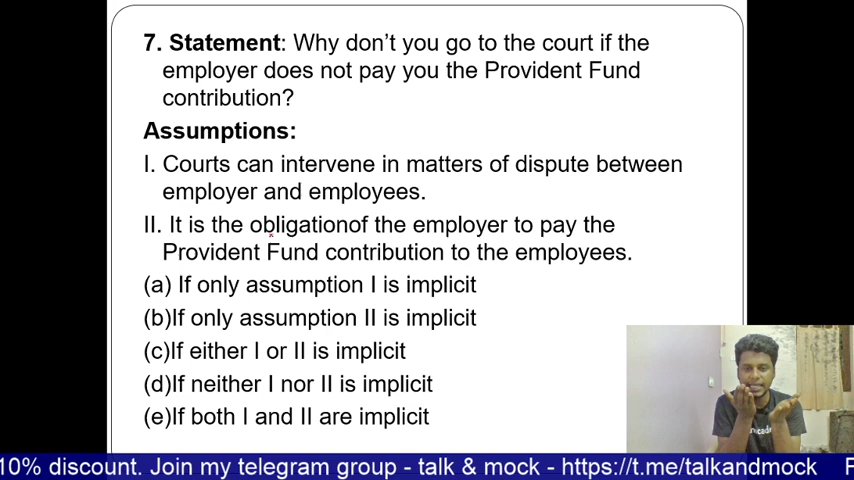 7. Statement: Why don't you go to the court if the
employer does not pay you the Provident Fund
contribution?
Assumptions:
I. Courts can intervene in matters of dispute between
employer and employees.
II. It is the obligationof the employer to pay the
Provident Fund contribution to the employees.
(a) If only assumption I is implicit
(b)If only assumption II is implicit
(c)If either I or II is implicit
(d)If neither I nor II is implicit
(e)If both I and II are implicit
10% discount. Join my telegram group - talk & mock - https://t.me/talkandmock